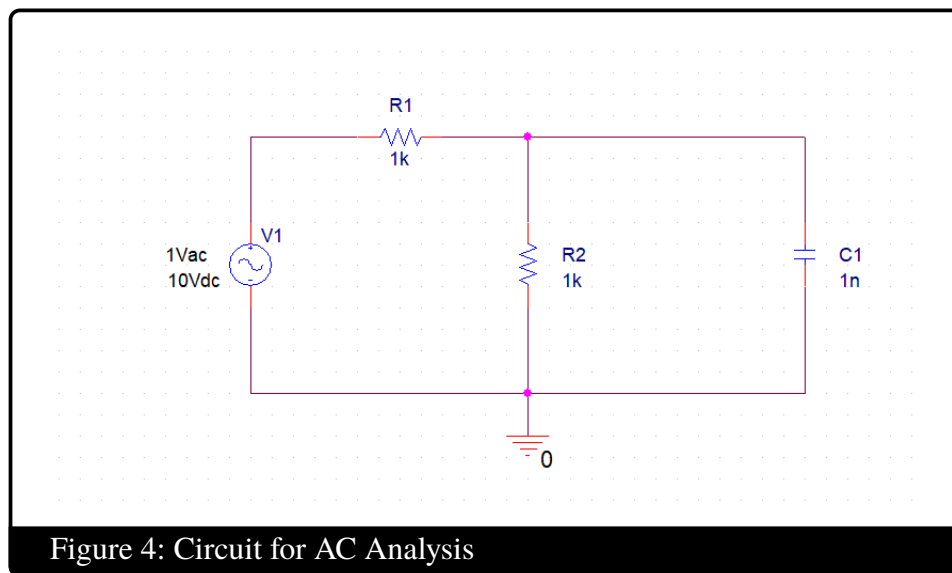 R1
1k
V1
1Vac
10Vdc
R2
1k
C1
1n
0
Figure 4: Circuit for AC Analysis